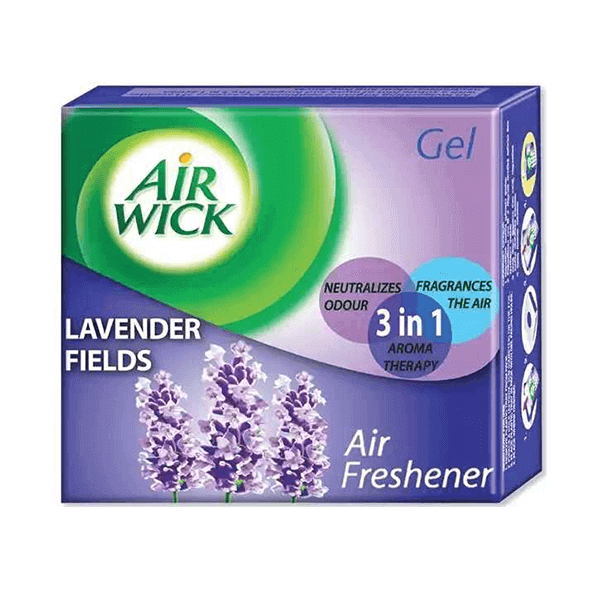 Gel
AiR
WICK
NEUTRALIZES
ODOUR
FRAGRANCES
THE AIR
3 in 1
AROMA
THERAPY
LAVENDER
FIELDS
Air
Freshener